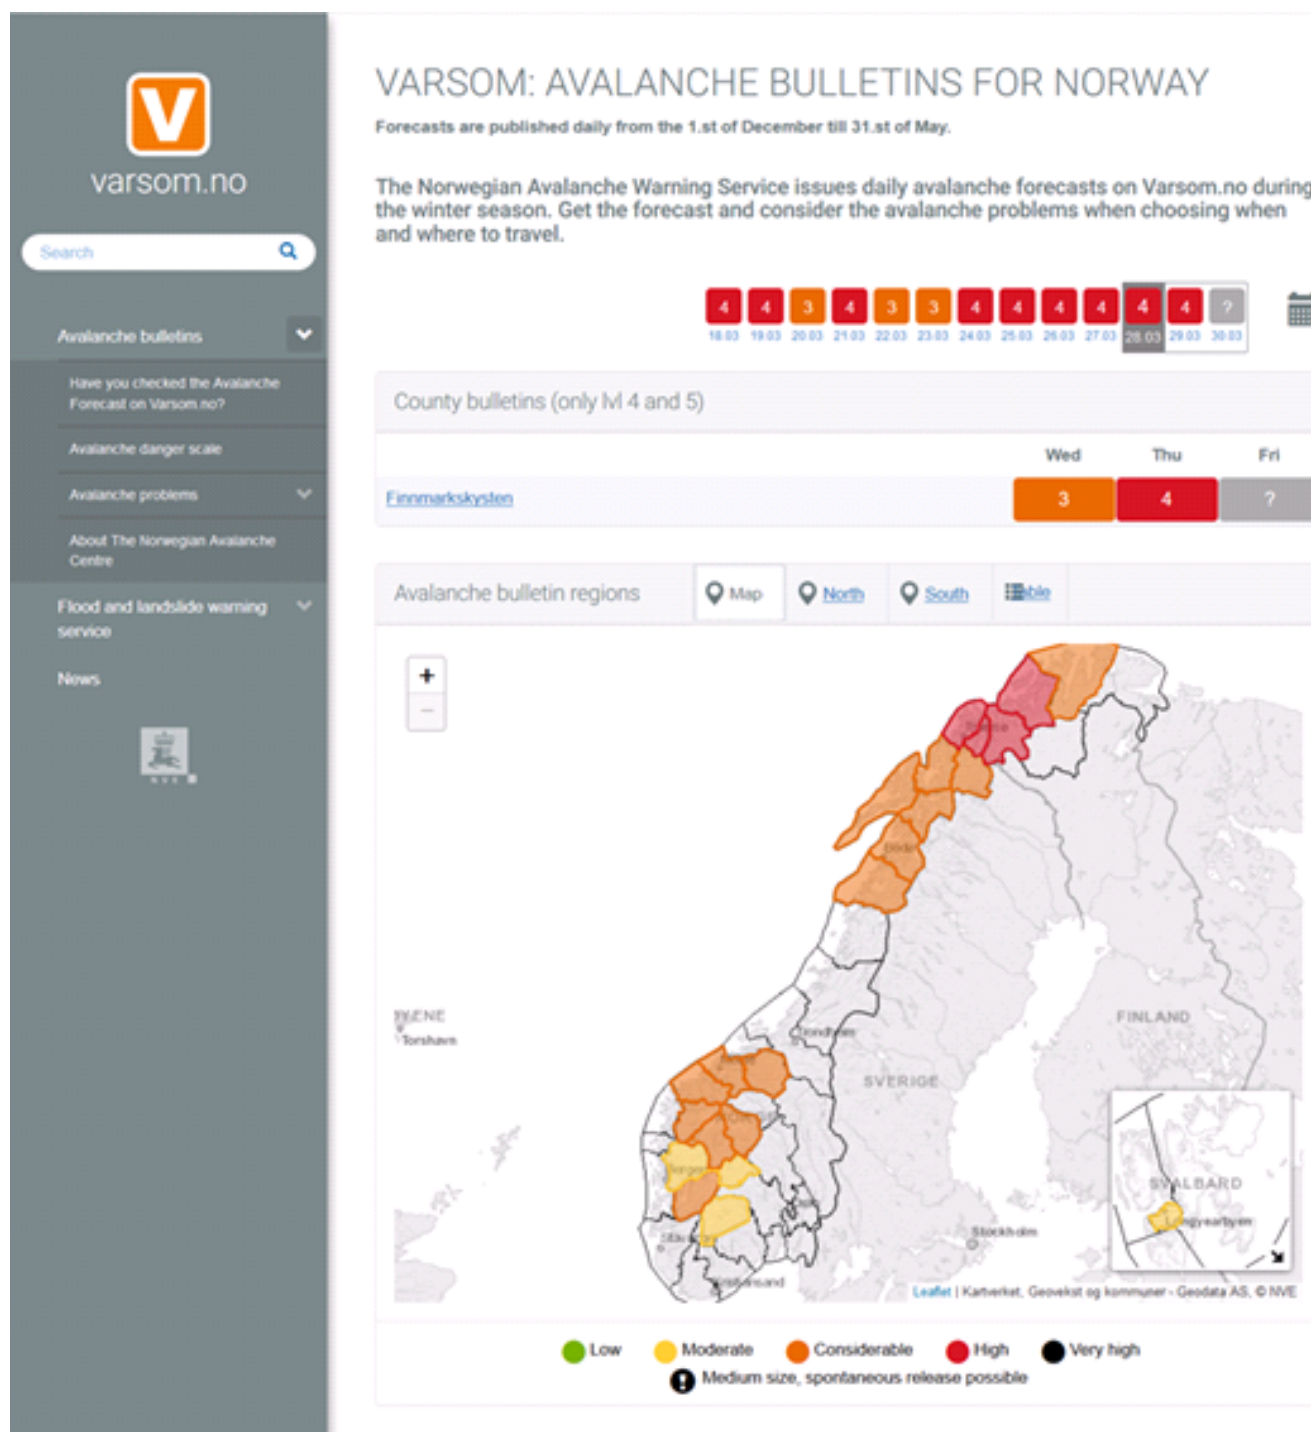 V
varsom.no
Search
Avalanche bulletins
Have you checked the Avalanche
Forecast on Varsom.no?
Avalanche danger scale
Avalanche problems
About The Norwegian Avalanche
Centre
Flood and landslide warning
service
News
NVE
VARSOM: AVALANCHE BULLETINS FOR NORWAY
Forecasts are published daily from the 1.st of December till 31.st of May.
The Norwegian Avalanche Warning Service issues daily avalanche forecasts on Varsom.no during
the winter season. Get the forecast and consider the avalanche problems when choosing when
and where to travel.
4 4 3 4 3 3 4 4 4 4 4 4 ?
18.03 19.03 20.03 21.03 22.03 23.03 24.03 25.03 26.03 27.03 28.03 29.03 30.03
County bulletins (only lvl 4 and 5)
Wed Thu Fri
Finnmarkskysten 3 4 ?
Avalanche bulletin regions Map North South
+
−
FINLAND
Torshavn
SVERIGE
SVALBARD
Longyearbyen
Stockholm
Leaflet | Kartverket, Geovekst og kommuner - Geodata AS, © NVE
Low Moderate Considerable High Very high
Medium size, spontaneous release possible